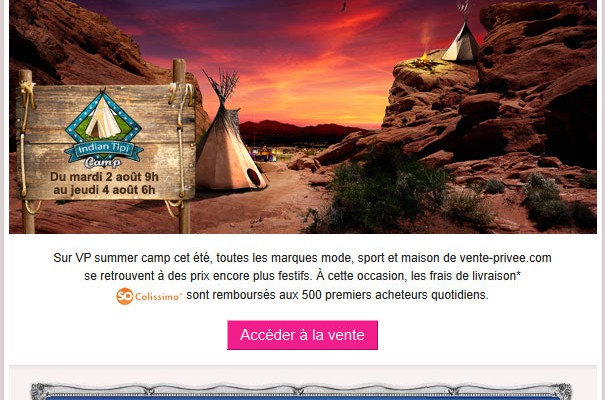 Indian Tipi
Camp
Du mardi 2 août 9h
au jeudi 4 août 6h
Sur VP summer camp cet été, toutes les marques mode, sport et maison de vente-privee.com
se retrouvent à des prix encore plus festifs. À cette occasion, les frais de livraison*
SO Colissimo* sont remboursés aux 500 premiers acheteurs quotidiens.
Accéder à la vente